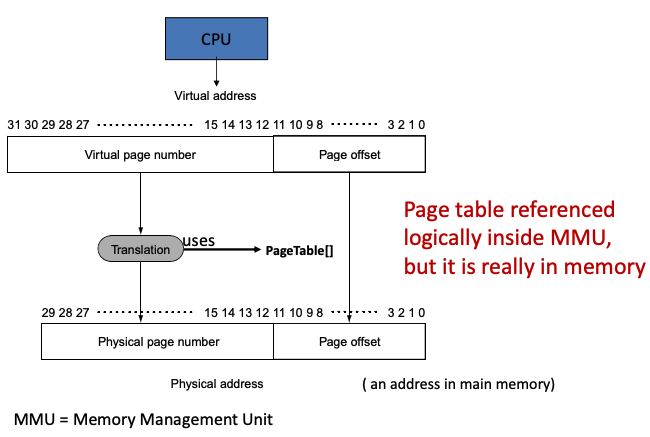 CPU
Virtual address
31 30 29 28 27 ··················· 15 14 13 12 11 10 9 8 ········· 3 2 1 0
Virtual page number Page offset
Page table referenced
logically inside MMU,
but it is really in memory
Translation uses PageTable[]
29 28 27 ··················· 15 14 13 12 11 10 9 8 ········· 3 2 1 0
Physical page number Page offset
Physical address ( an address in main memory)
MMU = Memory Management Unit